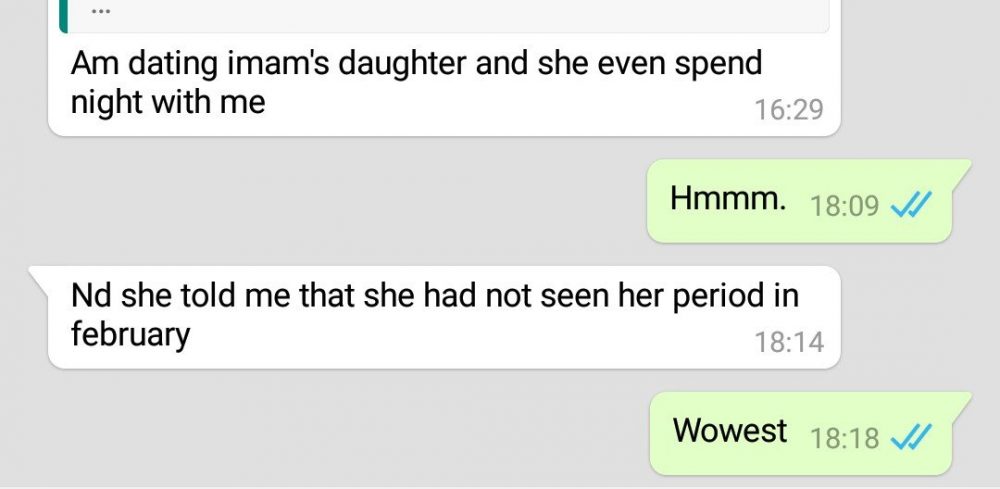 ...
Am dating imam's daughter and she even spend
night with me
16:29
Hmmm. 18:09
Nd she told me that she had not seen her period in
february
18:14
Wowest 18:18